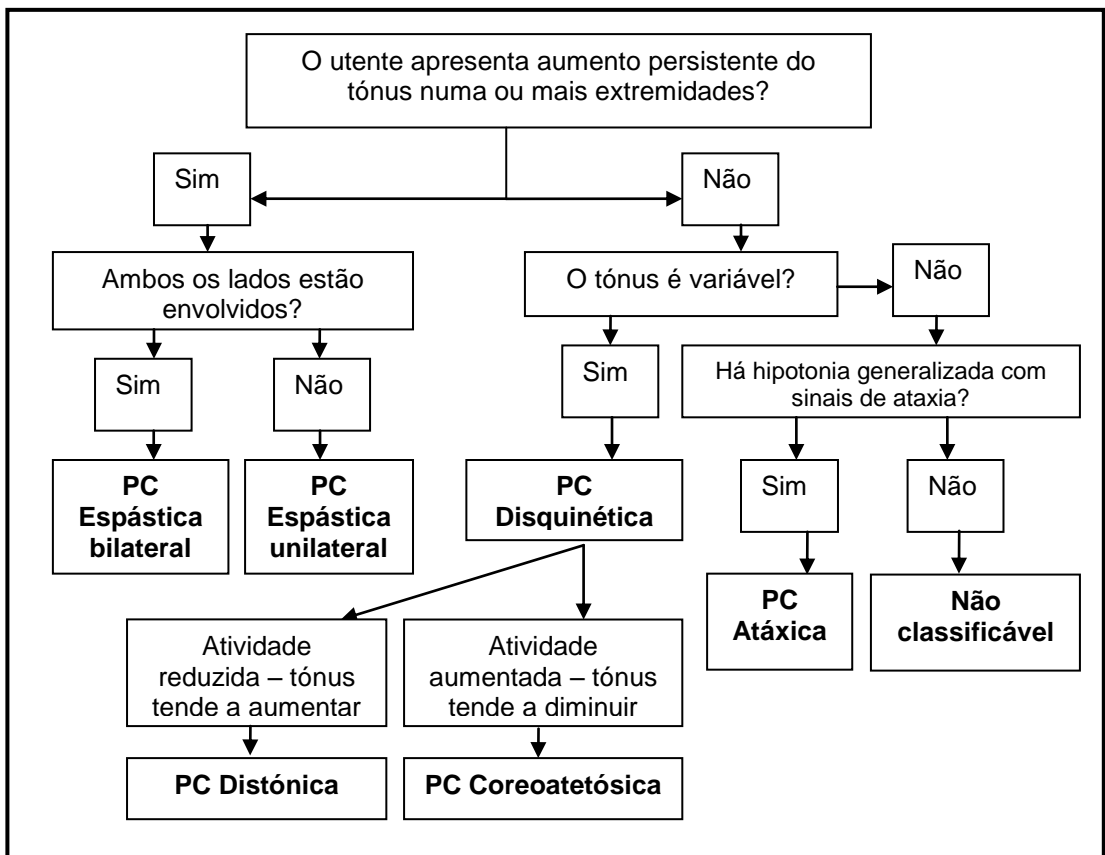 O utente apresenta aumento persistente do
tónus numa ou mais extremidades?
Sim
Não
Ambos os lados estão
envolvidos?
O tónus é variável?
Não
Sim
Não
Sim
Há hipotonia generalizada com
sinais de ataxia?
PC
Espástica
bilateral
PC
Espástica
unilateral
PC
Disquinética
Sim
Não
PC
Atáxica
Não
classificável
Atividade
reduzida – tónus
tende a aumentar
Atividade
aumentada – tónus
tende a diminuir
PC Distónica
PC Coreoatetósica